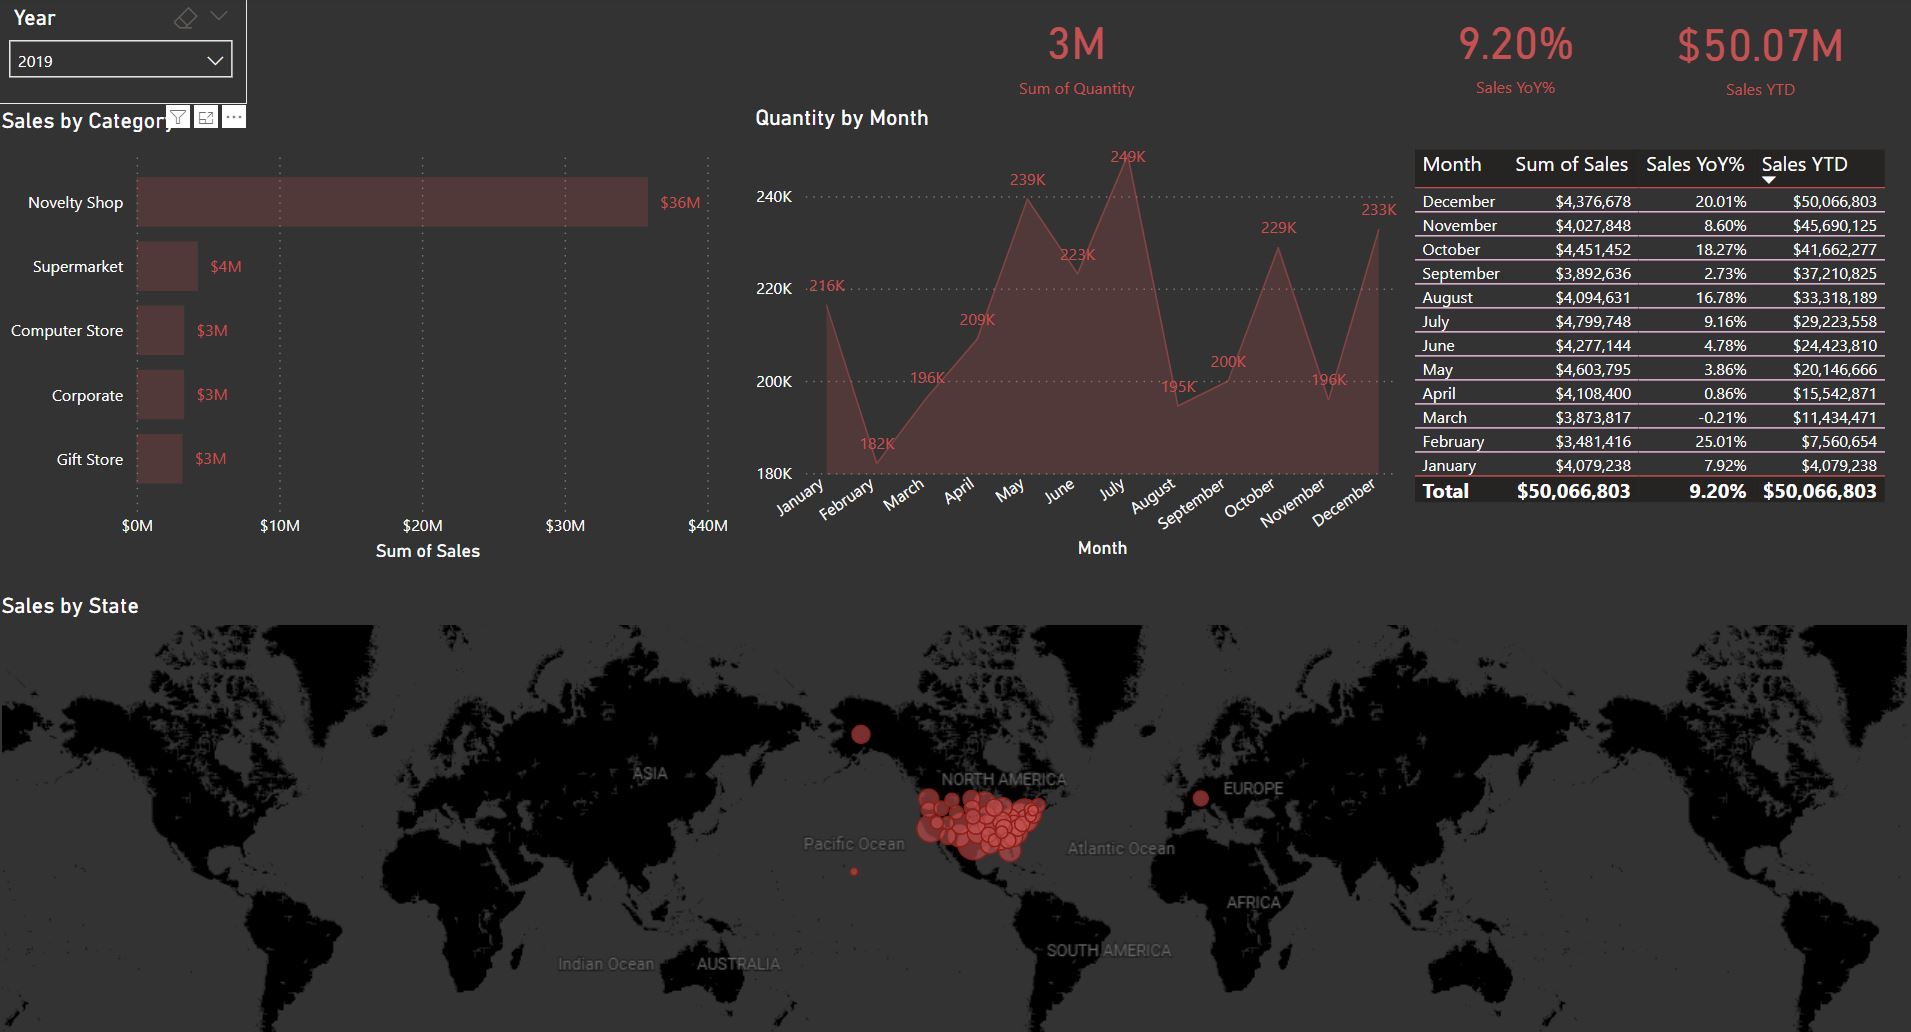 Year
2019
3M
Sum of Quantity
9.20%
Sales YoY%
$50.07M
Sales YTD
Sales by Category
Novelty Shop $36M
Supermarket $4M
Computer Store $3M
Corporate $3M
Gift Store $3M
$0M $10M $20M $30M $40M
Sum of Sales
Quantity by Month
240K
220K
200K
180K
216K
182K
196K
209K
239K
223K
249K
195K
200K
229K
196K
233K
January February March April May June July August September October November December
Month
Month Sum of Sales Sales YoY% Sales YTD
December $4,376,678 20.01% $50,066,803
November $4,027,848 8.60% $45,690,125
October $4,451,452 18.27% $41,662,277
September $3,892,636 2.73% $37,210,825
August $4,094,631 16.78% $33,318,189
July $4,799,748 9.16% $29,223,558
June $4,277,144 4.78% $24,423,810
May $4,603,795 3.86% $20,146,666
April $4,108,400 0.86% $15,542,871
March $3,873,817 -0.21% $11,434,471
February $3,481,416 25.01% $7,560,654
January $4,079,238 7.92% $4,079,238
Total $50,066,803 9.20% $50,066,803
Sales by State
ASIA
NORTH AMERICA
EUROPE
Pacific Ocean
Atlantic Ocean
AFRICA
SOUTH AMERICA
Indian Ocean
AUSTRALIA